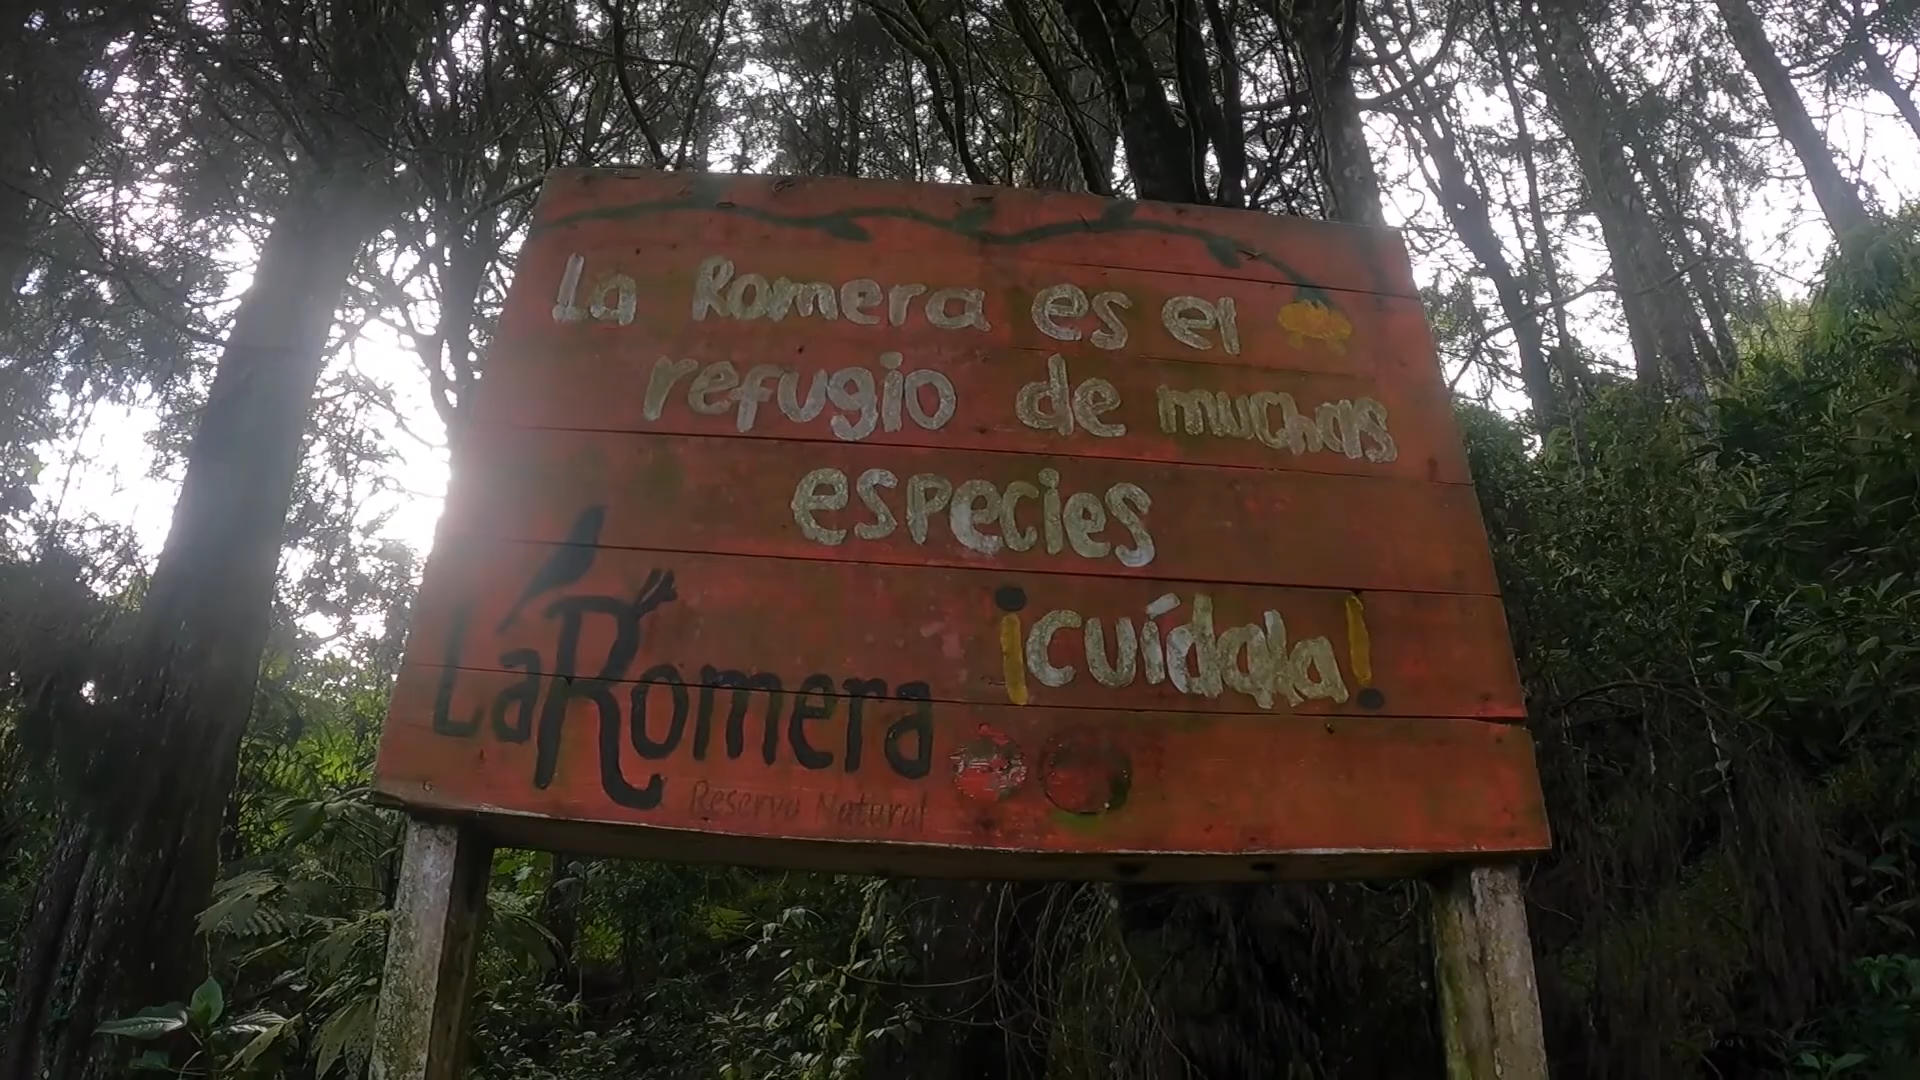 La Romera es el
refugio de muchas
especies
¡cuídala!
LaRomera
Reserva Natural